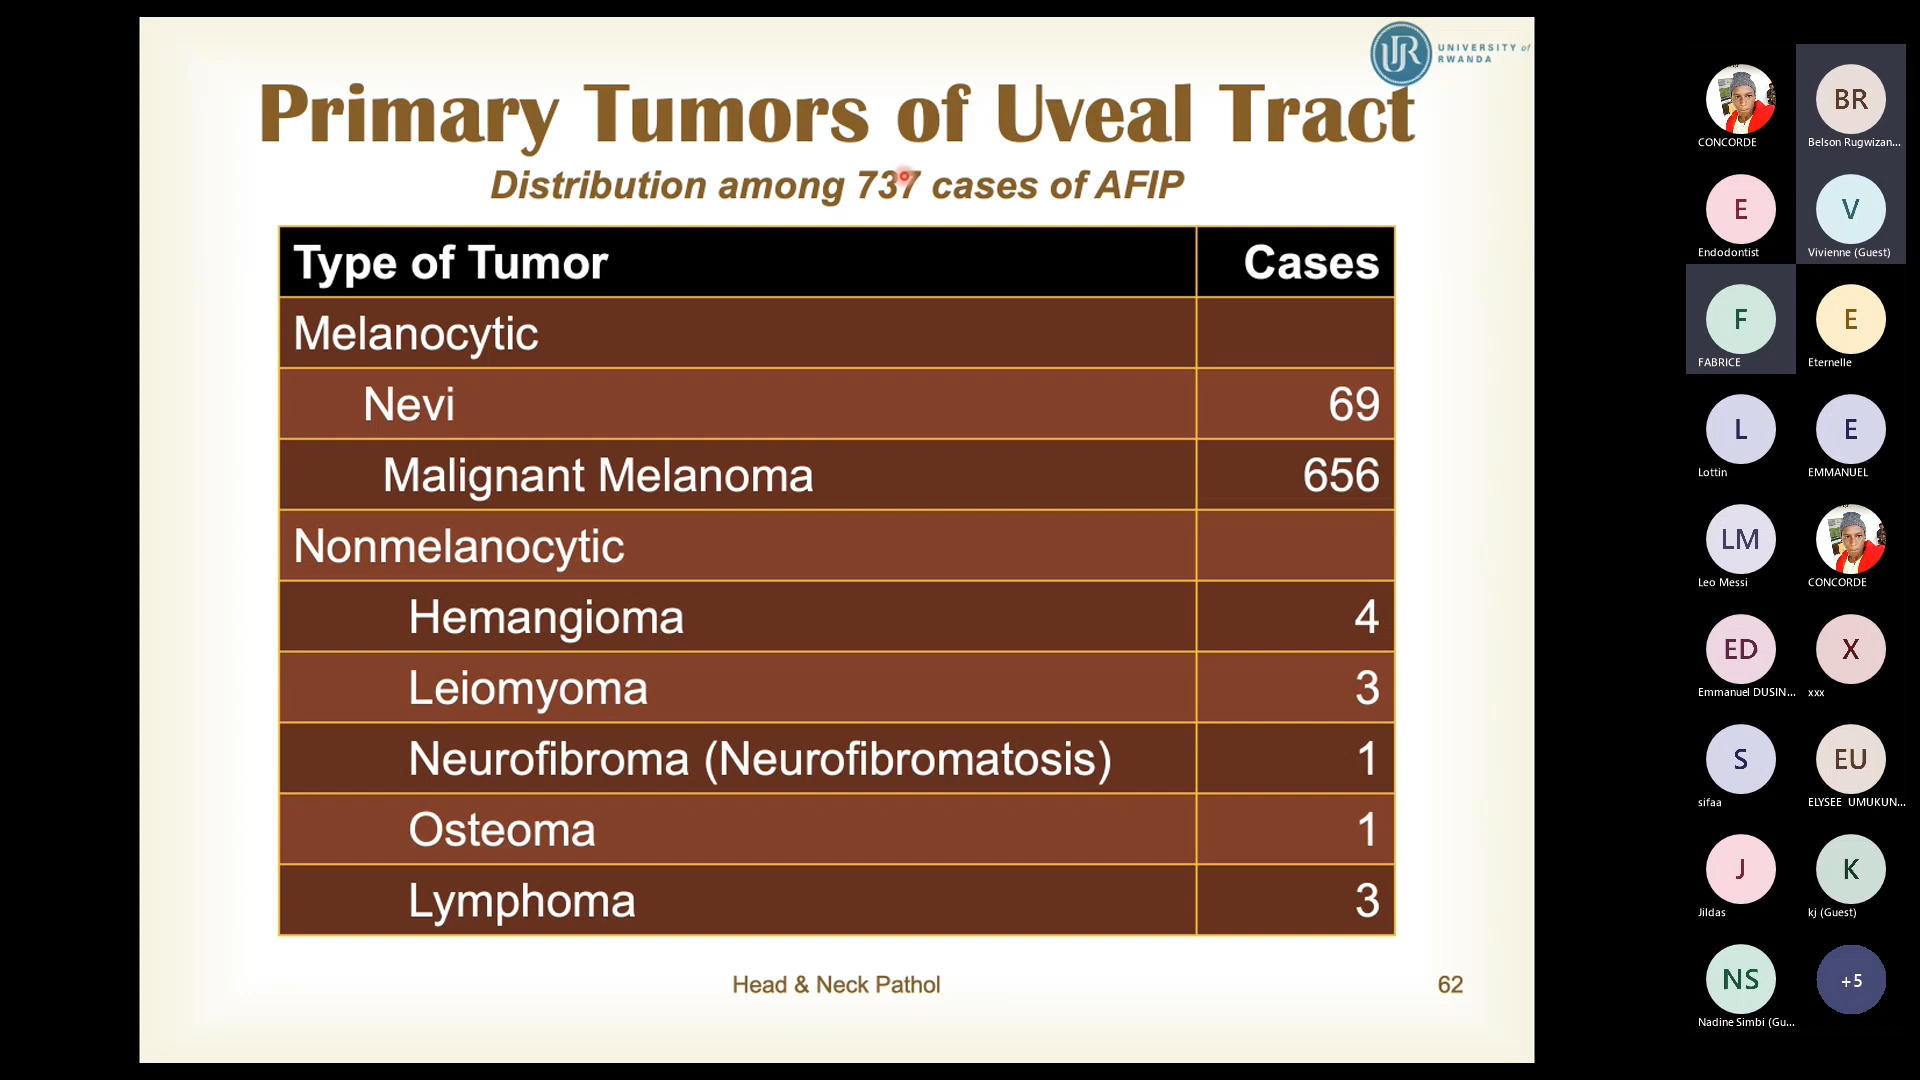 UNIVERSITY of
RWANDA
Primary Tumors of Uveal Tract
Distribution among 737 cases of AFIP
Type of Tumor Cases
Melanocytic
Nevi 69
Malignant Melanoma 656
Nonmelanocytic
Hemangioma 4
Leiomyoma 3
Neurofibroma (Neurofibromatosis) 1
Osteoma 1
Lymphoma 3
Head & Neck Pathol 62
BR
CONCORDE Belson Rugwizan...
E V
Endodontist Vivienne (Guest)
F E
FABRICE Eternelle
L E
Lottin EMMANUEL
LM
Leo Messi CONCORDE
ED X
Emmanuel DUSIN... xxx
S EU
sifaa ELYSEE UMUKUN...
J K
Jildas kj (Guest)
NS +5
Nadine Simbi (Gu...